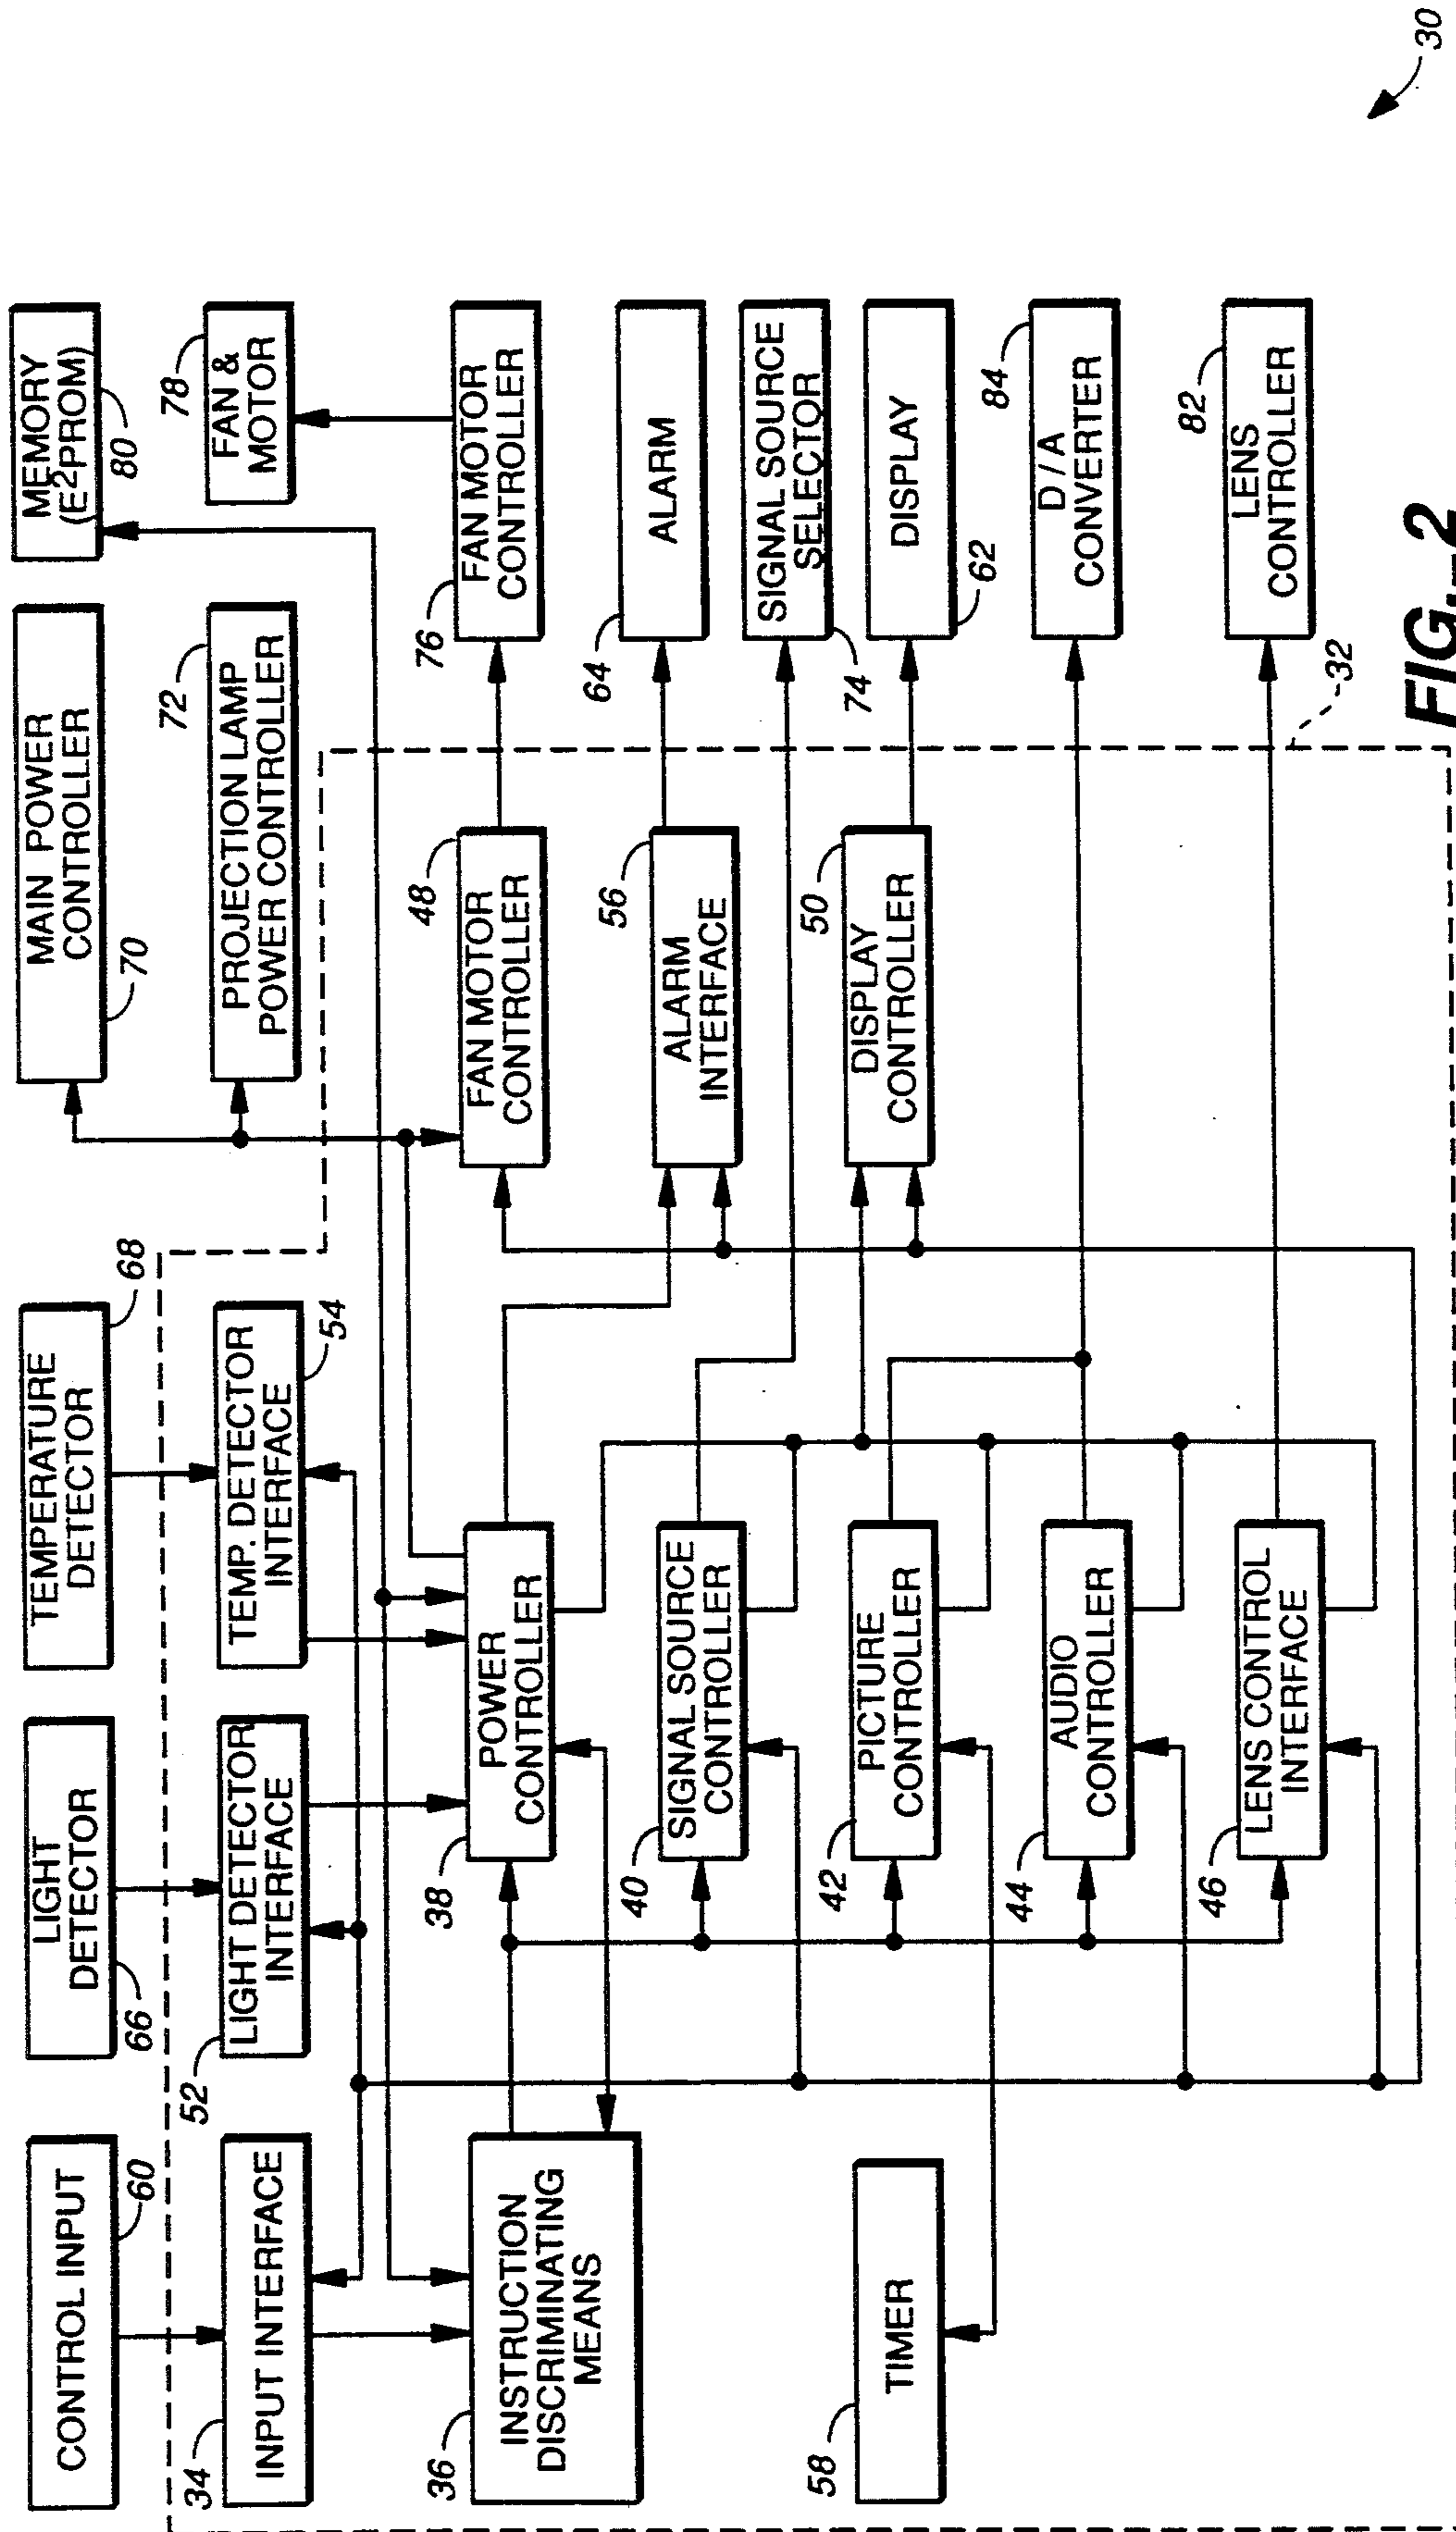 CONTROL INPUT
60
LIGHT
DETECTOR
66
TEMPERATURE
DETECTOR
68
MAIN POWER
CONTROLLER
70
MEMORY
(E2PROM)
80
34
INPUT INTERFACE
52
LIGHT DETECTOR
INTERFACE
TEMP. DETECTOR
INTERFACE
54
72
PROJECTION LAMP
POWER CONTROLLER
78
FAN &
MOTOR
36
INSTRUCTION
DISCRIMINATING
MEANS
38
POWER
CONTROLLER
48
FAN MOTOR
CONTROLLER
76
FAN MOTOR
CONTROLLER
40
SIGNAL SOURCE
CONTROLLER
56
ALARM
INTERFACE
64
ALARM
SIGNAL SOURCE
SELECTOR
74
58
TIMER
42
PICTURE
CONTROLLER
50
DISPLAY
CONTROLLER
DISPLAY
62
44
AUDIO
CONTROLLER
84
D / A
CONVERTER
46
LENS CONTROL
INTERFACE
82
LENS
CONTROLLER
32
30
FIG._2